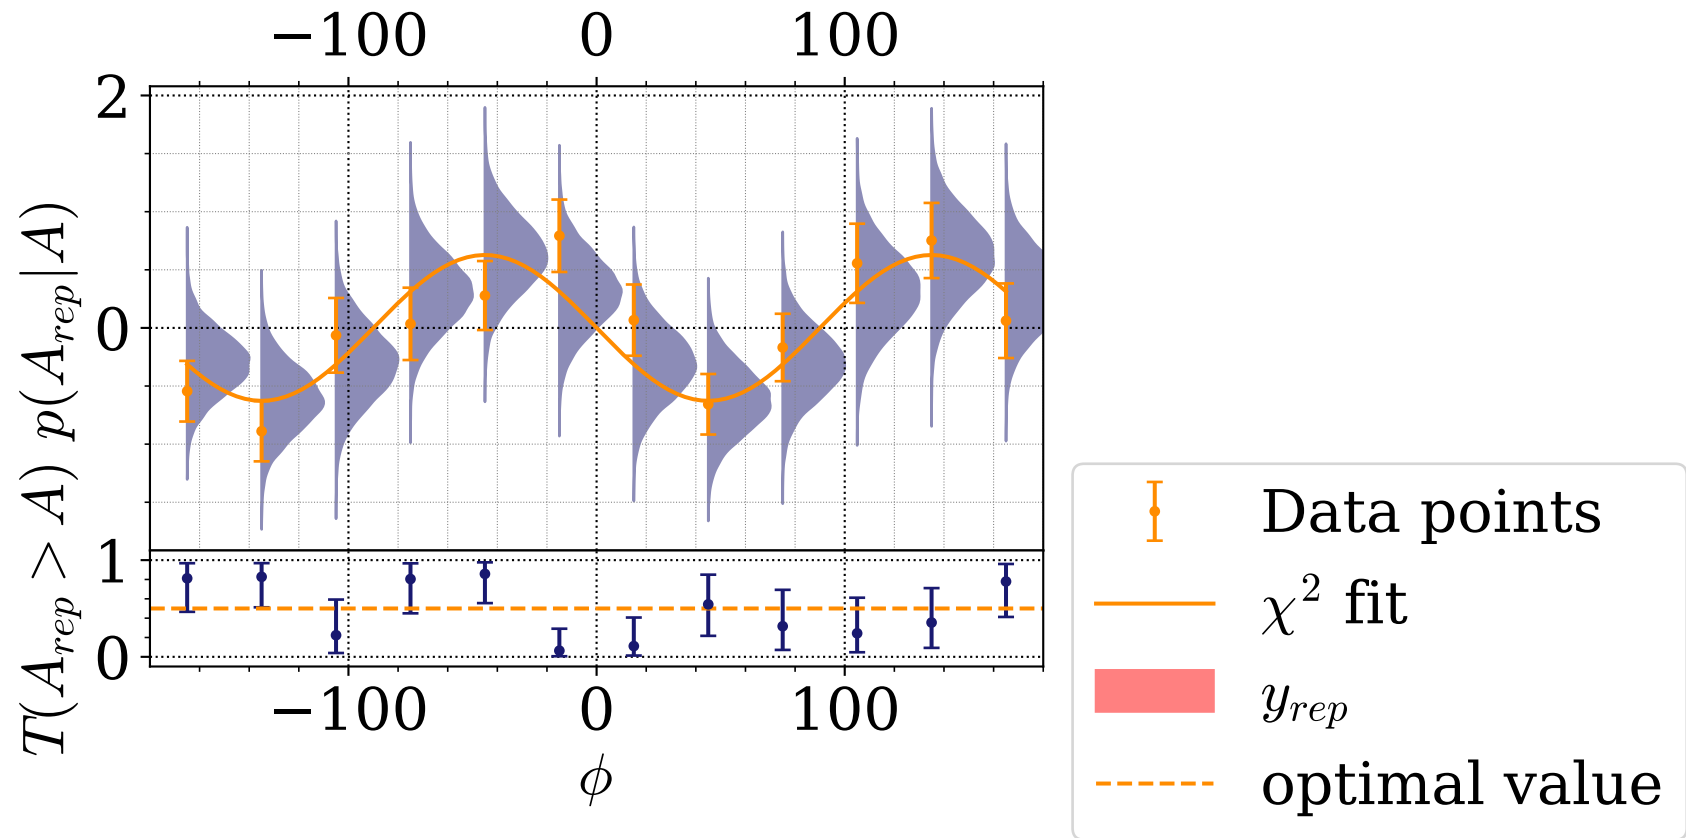 −100 0 100
2
0
p(A_rep|A)
1
0
T(A_rep > A)
−100 0 100
ϕ
Data points
χ² fit
y_rep
optimal value